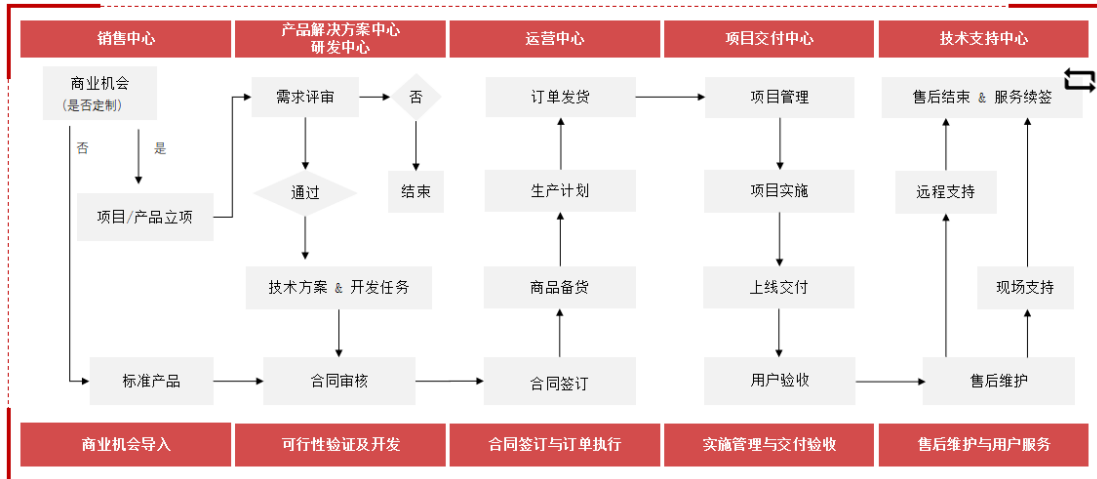 销售中心
产品解决方案中心
研发中心
运营中心
项目交付中心
技术支持中心
商业机会
（是否定制）
否
是
项目/产品立项
标准产品
需求评审
否
通过
结束
技术方案 & 开发任务
合同审核
订单发货
生产计划
商品备货
合同签订
项目管理
项目实施
上线交付
用户验收
售后结束 & 服务续签
远程支持
现场支持
售后维护
商业机会导入
可行性验证及开发
合同签订与订单执行
实施管理与交付验收
售后维护与用户服务